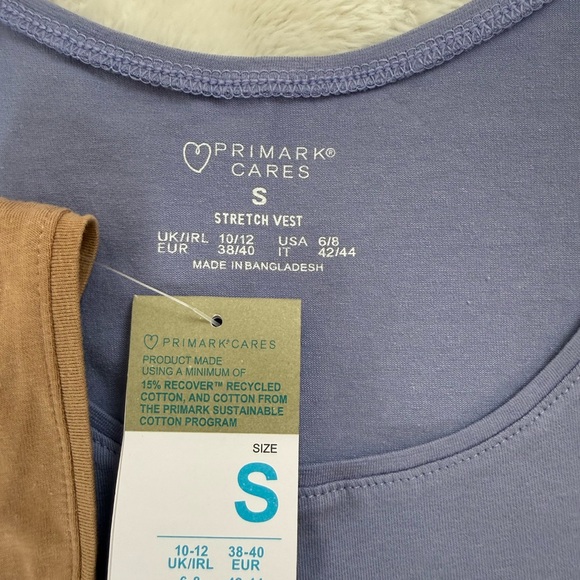 PRIMARK®
CARES
S
STRETCH VEST
UK/IRL 10/12 USA 6/8
EUR 38/40 IT 42/44
MADE IN BANGLADESH
PRIMARK®CARES
PRODUCT MADE
USING A MINIMUM OF
15% RECOVER™ RECYCLED
COTTON, AND COTTON FROM
THE PRIMARK SUSTAINABLE
COTTON PROGRAM
SIZE
S
10-12 38-40
UK/IRL EUR